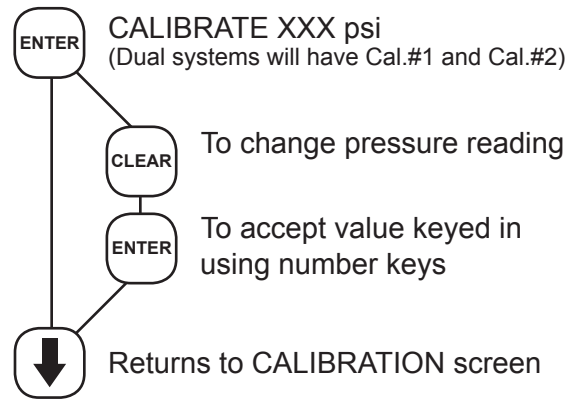 ENTER
CALIBRATE XXX psi
(Dual systems will have Cal.#1 and Cal.#2)
CLEAR
To change pressure reading
ENTER
To accept value keyed in
using number keys
Returns to CALIBRATION screen